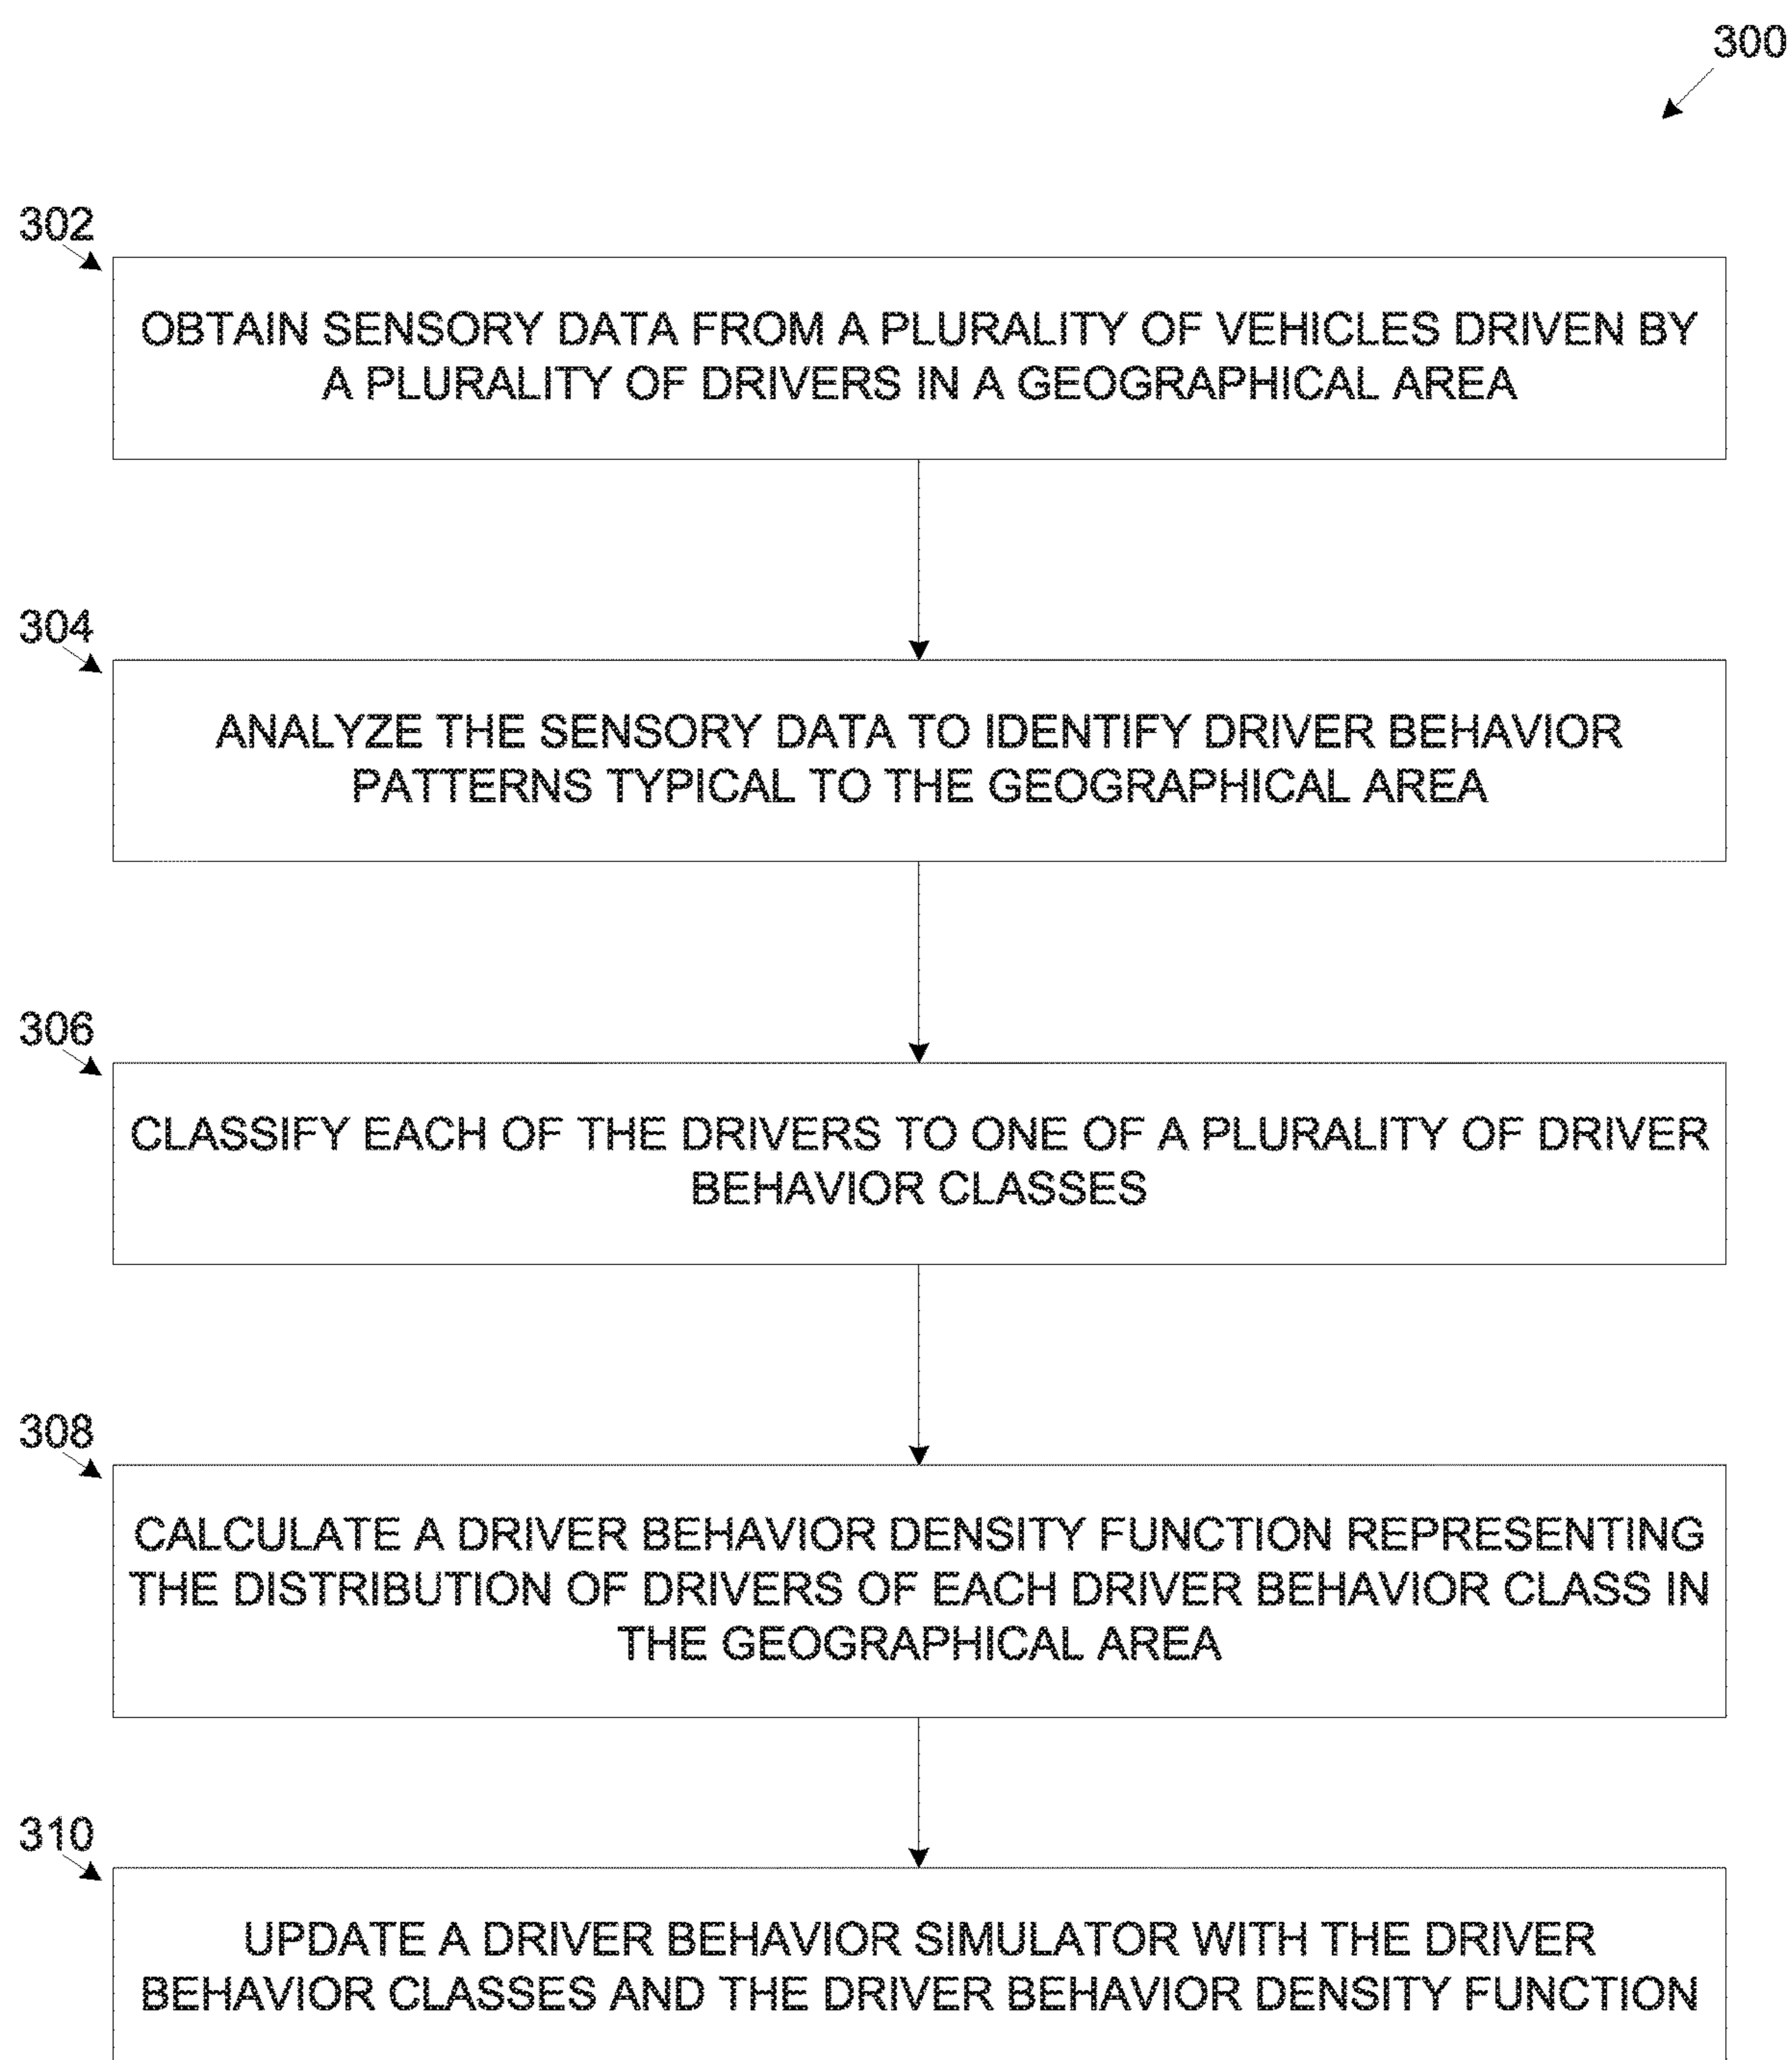 300
302
OBTAIN SENSORY DATA FROM A PLURALITY OF VEHICLES DRIVEN BY
A PLURALITY OF DRIVERS IN A GEOGRAPHICAL AREA
304
ANALYZE THE SENSORY DATA TO IDENTIFY DRIVER BEHAVIOR
PATTERNS TYPICAL TO THE GEOGRAPHICAL AREA
306
CLASSIFY EACH OF THE DRIVERS TO ONE OF A PLURALITY OF DRIVER
BEHAVIOR CLASSES
308
CALCULATE A DRIVER BEHAVIOR DENSITY FUNCTION REPRESENTING
THE DISTRIBUTION OF DRIVERS OF EACH DRIVER BEHAVIOR CLASS IN
THE GEOGRAPHICAL AREA
310
UPDATE A DRIVER BEHAVIOR SIMULATOR WITH THE DRIVER
BEHAVIOR CLASSES AND THE DRIVER BEHAVIOR DENSITY FUNCTION